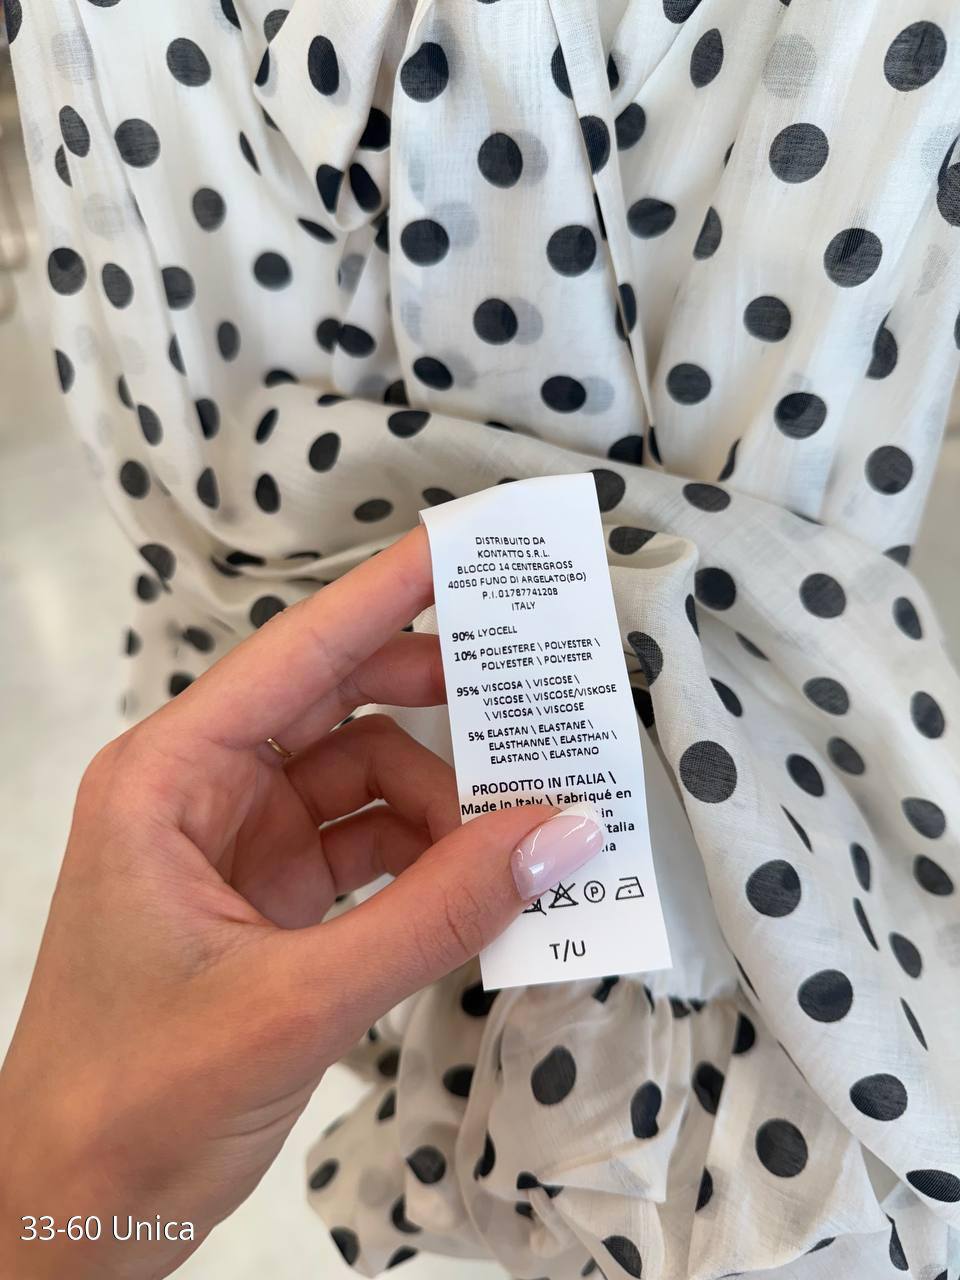 DISTRIBUITO DA
KONTATTO S.R.L.
BLOCCO 14 CENTERGROSS
40050 FUNO DI ARGELATO(BO)
P.I.01787741208
ITALY
90% LYOCELL
10% POLIESTERE \ POLYESTER \
POLYESTER \ POLYESTER
95% VISCOSA \ VISCOSE \
VISCOSE \ VISCOSE/VISKOSE
\ VISCOSA \ VISCOSE
5% ELASTAN \ ELASTANE \
ELASTHANNE \ ELASTHAN \
ELASTANO \ ELASTANO
PRODOTTO IN ITALIA \
Made in Italy \ Fabriqué en
in
P
T/U
33-60 Unica